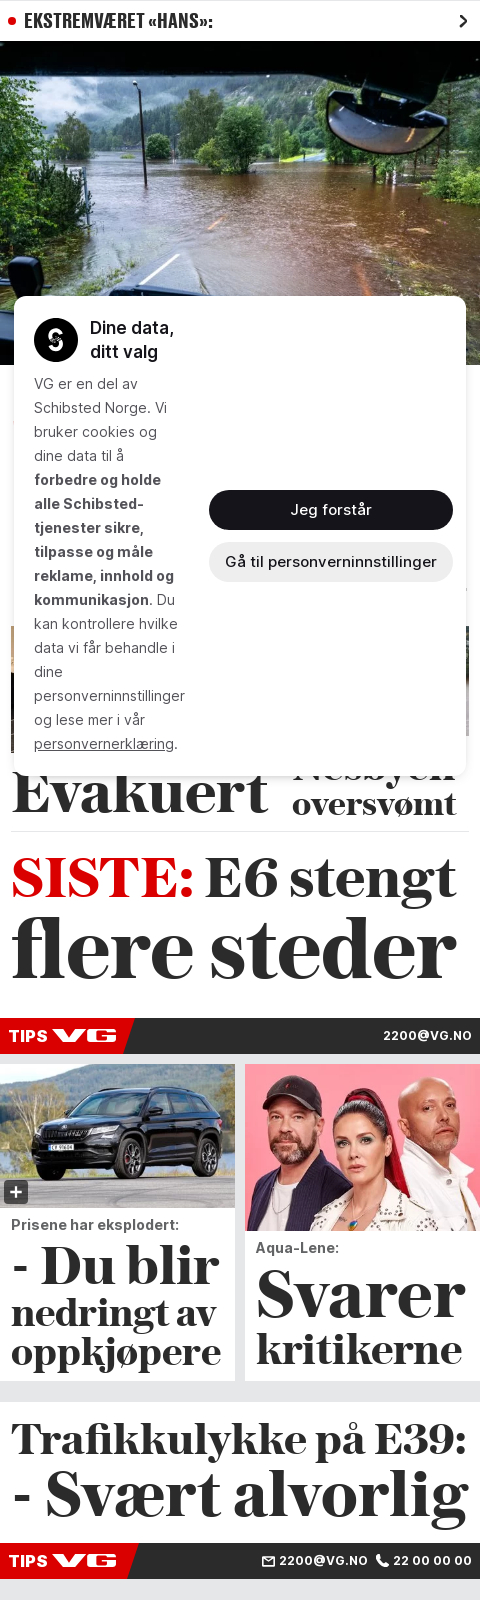 EKSTREMVÆRET «HANS»:
Dine data,
ditt valg
VG er en del av
Schibsted Norge. Vi
bruker cookies og
dine data til å
forbedre og holde
alle Schibsted-
tjenester sikre,
tilpasse og måle
reklame, innhold og
kommunikasjon. Du
kan kontrollere hvilke
data vi får behandle i
dine
personverninnstillinger
og lese mer i vår
personvernerklæring.
Jeg forstår
Gå til personverninnstillinger
Evakuert
Nesbyen
oversvømt
SISTE: E6 stengt
flere steder
TIPS VG
2200@VG.NO
Prisene har eksplodert:
- Du blir
nedringt av
oppkjøpere
Aqua-Lene:
Svarer
kritikerne
Trafikkulykke på E39:
- Svært alvorlig
TIPS VG
2200@VG.NO 22 00 00 00